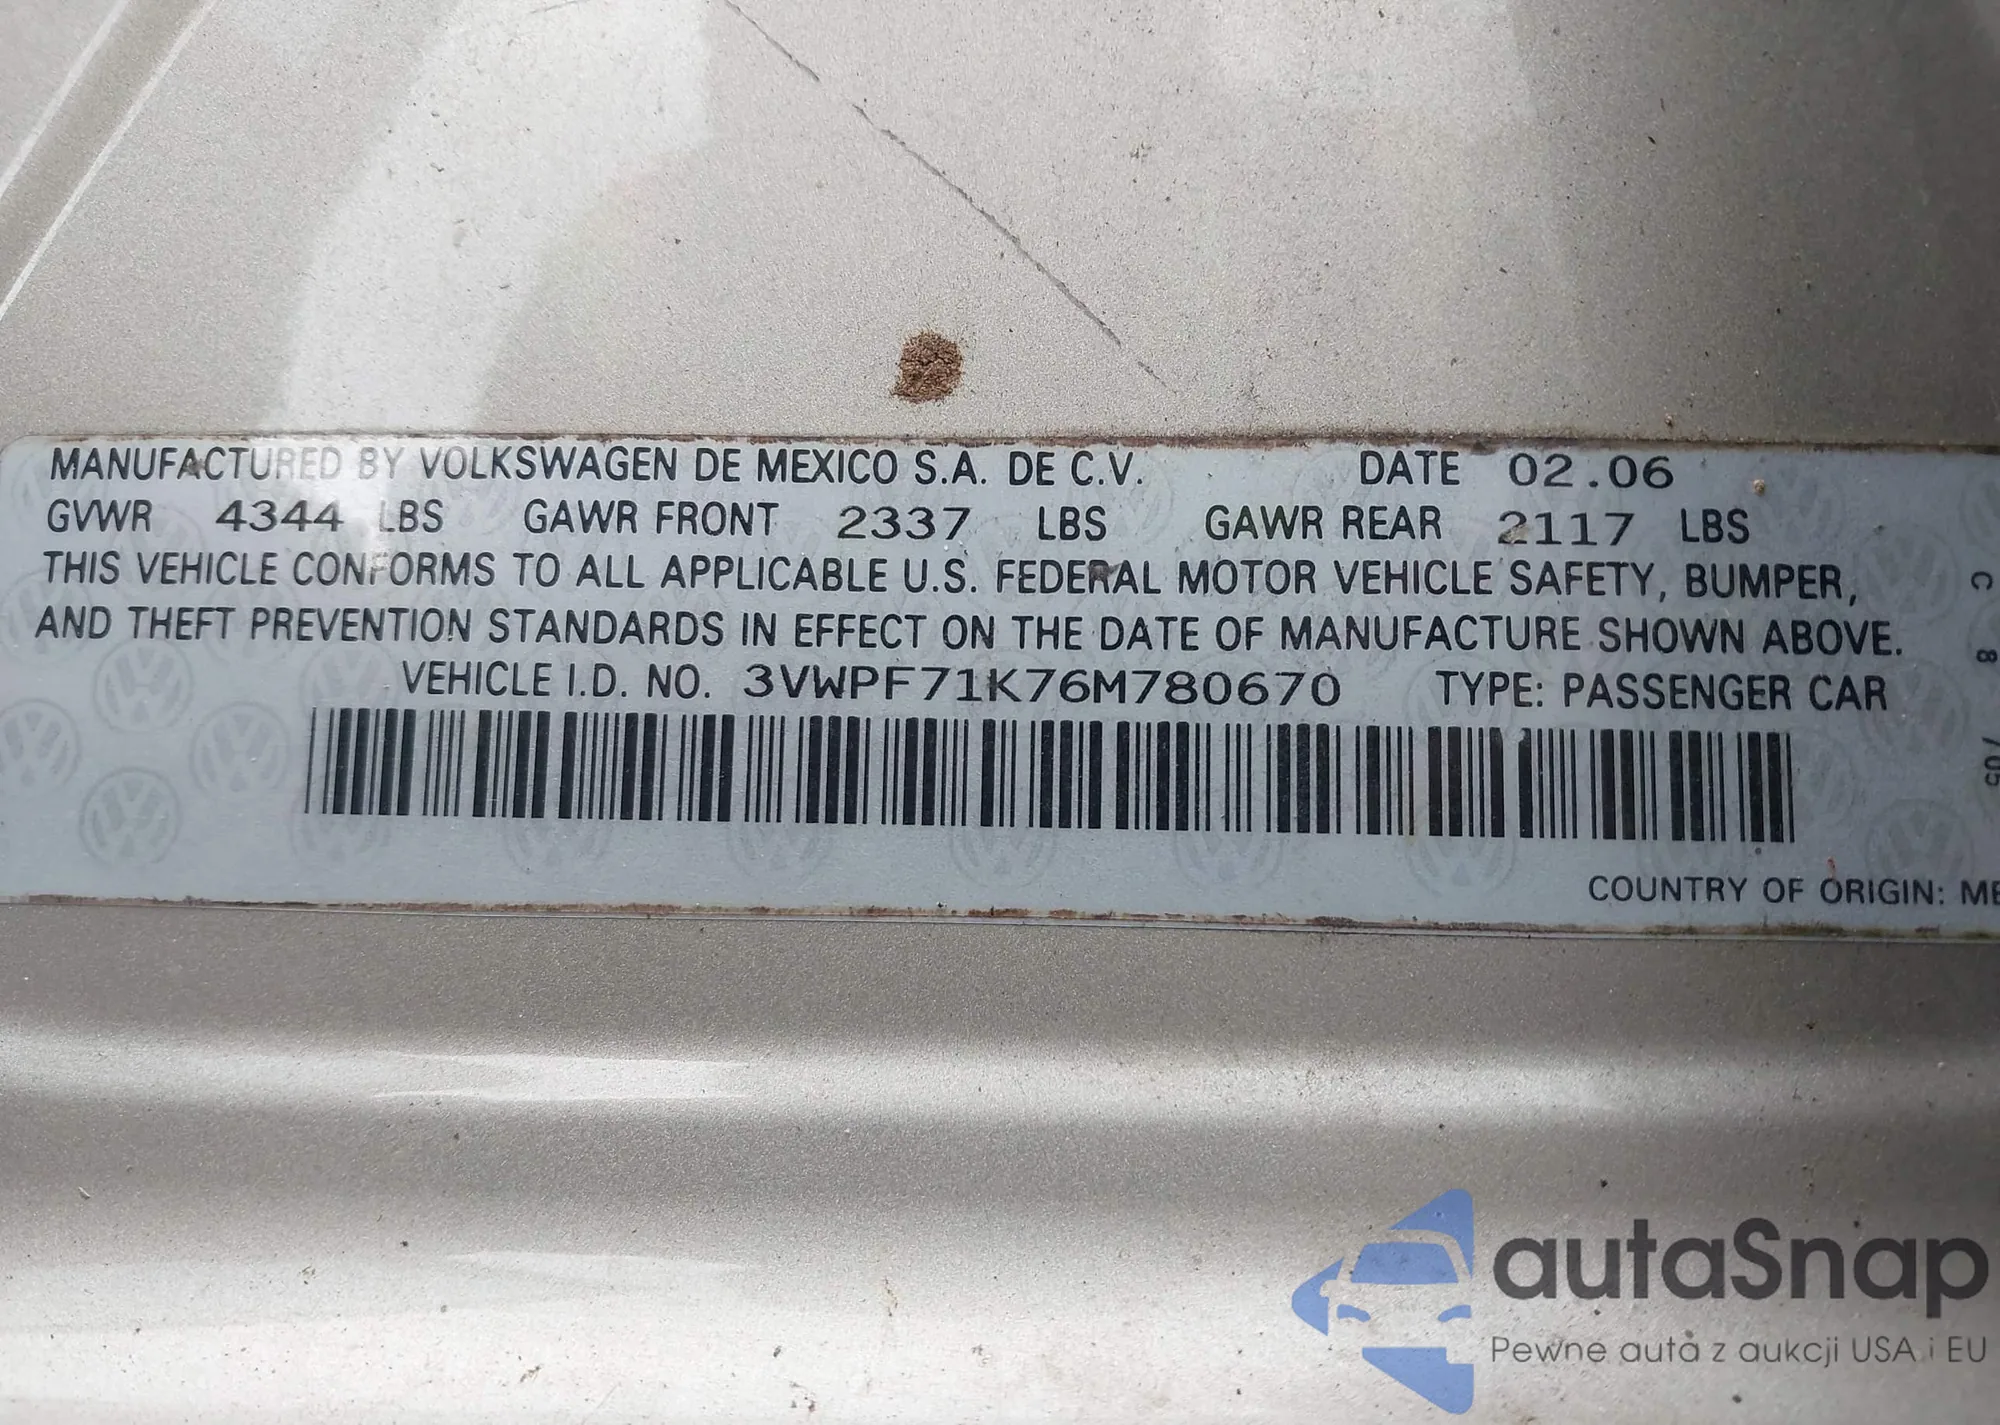 MANUFACTURED BY VOLKSWAGEN DE MEXICO S.A. DE C.V. DATE 02.06
GVWR 4344 LBS GAWR FRONT 2337 LBS GAWR REAR 2117 LBS
THIS VEHICLE CONFORMS TO ALL APPLICABLE U.S. FEDERAL MOTOR VEHICLE SAFETY, BUMPER,
AND THEFT PREVENTION STANDARDS IN EFFECT ON THE DATE OF MANUFACTURE SHOWN ABOVE.
VEHICLE I.D. NO. 3VWPF71K76M780670 TYPE: PASSENGER CAR
COUNTRY OF ORIGIN: ME
C 8 705
autaSnap
Pewne auta z aukcji USA i EU